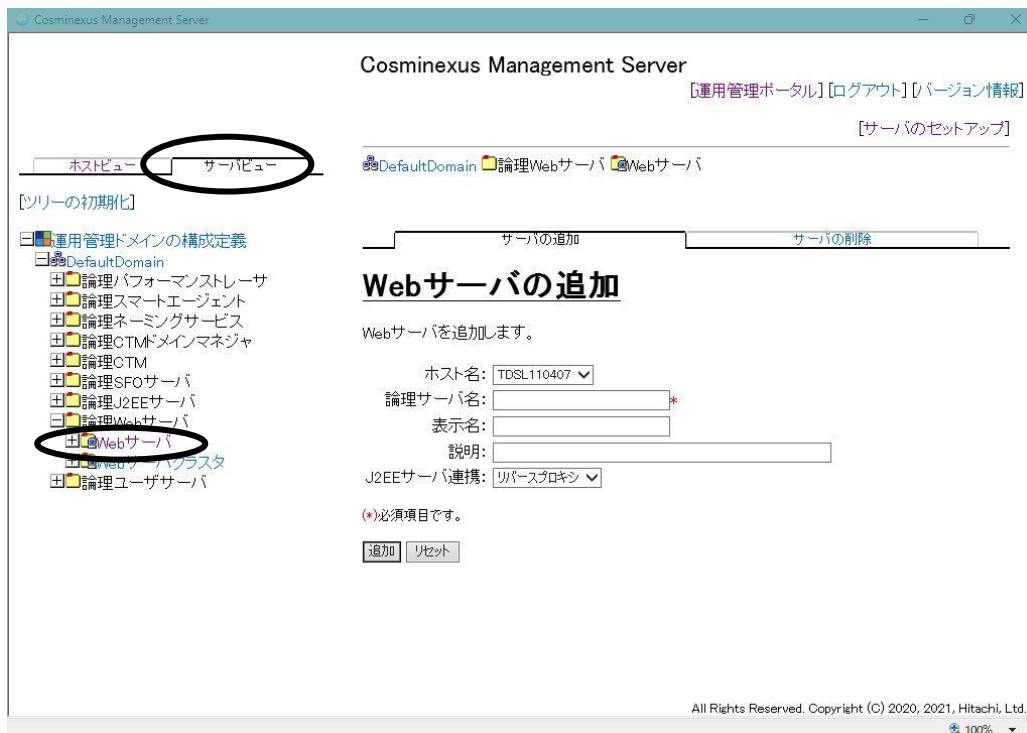 Cosminexus Management Server
Cosminexus Management Server
[運用管理ポータル] [ログアウト] [バージョン情報]
[サーバのセットアップ]
ホストビュー サーバビュー
DefaultDomain 論理Webサーバ Webサーバ
[ツリーの初期化]
運用管理ドメインの構成定義
DefaultDomain
論理パフォーマンストレーサ
論理スマートエージェント
論理ネーミングサービス
論理CTMドメインマネジャ
論理CTM
論理SFOサーバ
論理J2EEサーバ
論理Webサーバ
Webサーバ
Webサーバクラスタ
論理ユーザサーバ
サーバの追加 サーバの削除
Webサーバの追加
Webサーバを追加します。
ホスト名: TDSL110407
論理サーバ名: *
表示名:
説明:
J2EEサーバ連携: リバースプロキシ
(*)必須項目です。
追加 リセット
All Rights Reserved. Copyright (C) 2020, 2021, Hitachi, Ltd.
100%